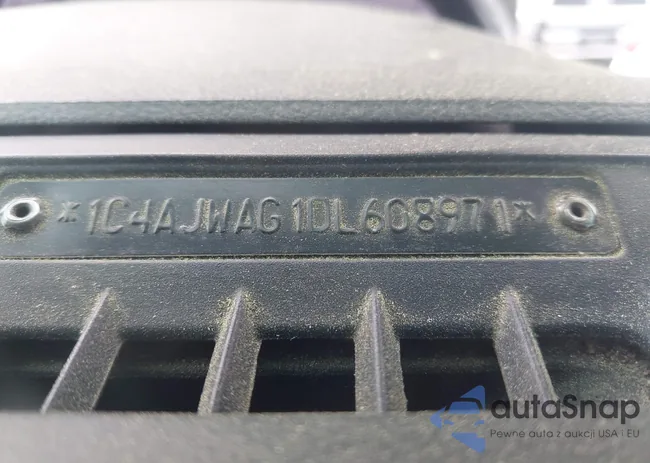 *1C4AJWAG1DL608971*
autaSnap
Pewne auta z aukcji USA i EU